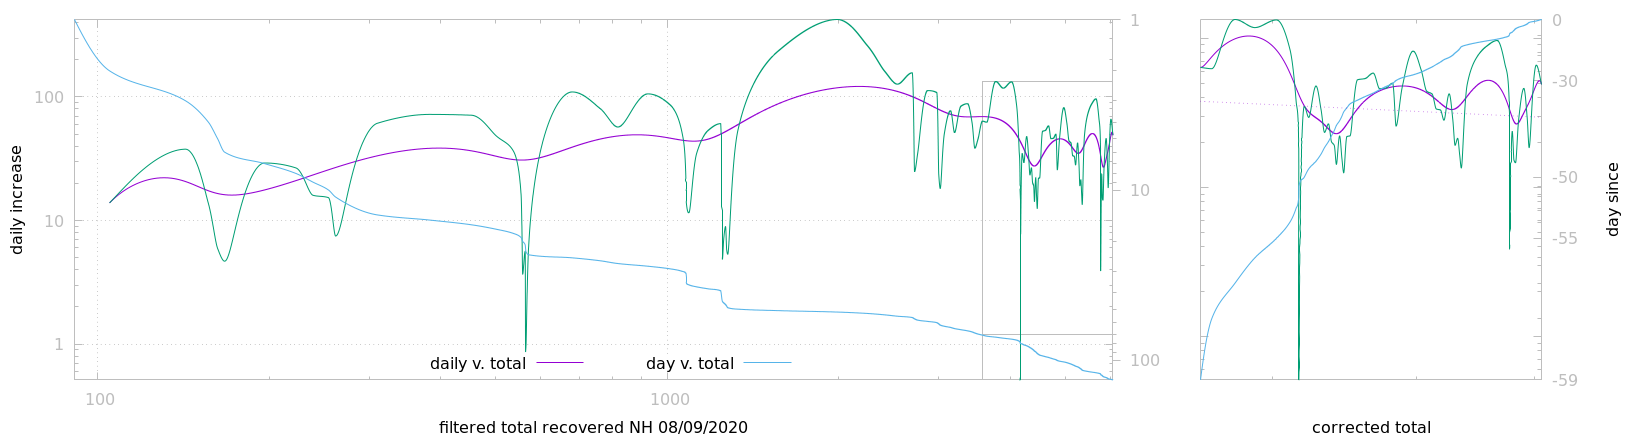 daily increase
100
10
1
daily v. total
day v. total
100
1000
filtered total recovered NH 08/09/2020
1
10
100
0
-30
-50
-55
-59
day since
corrected total